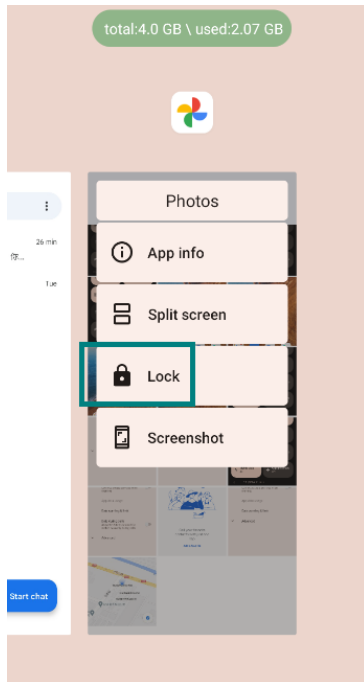 total:4.0 GB \ used:2.07 GB
Photos
26 min
你...
App info
Tue
Split screen
Lock
Screenshot
Start chat